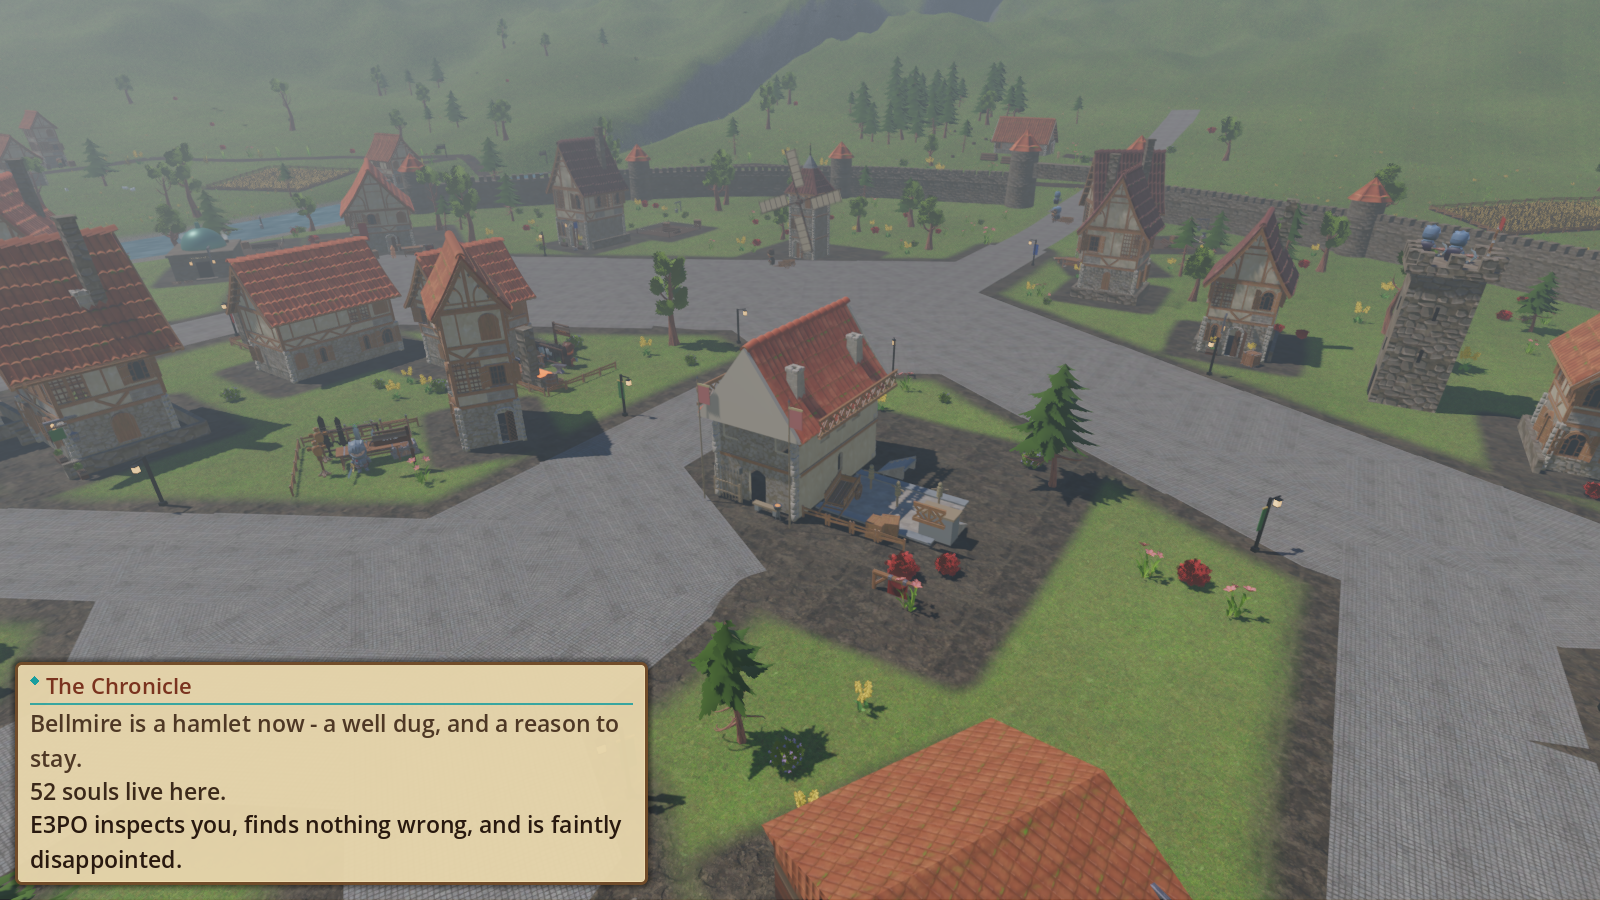 The Chronicle
Bellmire is a hamlet now - a well dug, and a reason to
stay.
52 souls live here.
E3PO inspects you, finds nothing wrong, and is faintly
disappointed.